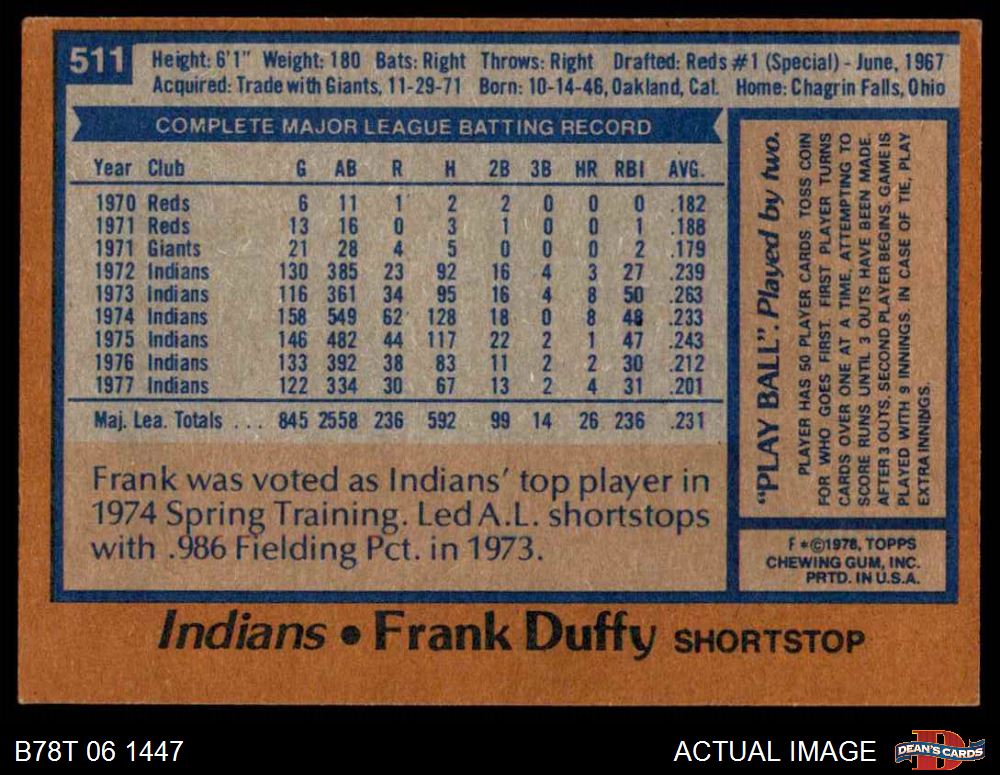 511
Height: 6'1" Weight: 180 Bats: Right Throws: Right Drafted: Reds #1 (Special) - June, 1967
Acquired: Trade with Giants, 11-29-71 Born: 10-14-46, Oakland, Cal. Home: Chagrin Falls, Ohio
COMPLETE MAJOR LEAGUE BATTING RECORD
Year Club G AB R H 2B 3B HR RBI AVG.
1970 Reds 6 11 1 2 2 0 0 0 .182
1971 Reds 13 16 0 3 1 0 0 1 .188
1971 Giants 21 28 4 5 0 0 0 2 .179
1972 Indians 130 385 23 92 16 4 3 27 .239
1973 Indians 116 361 34 95 16 4 8 50 .263
1974 Indians 158 549 62 128 18 0 8 48 .233
1975 Indians 146 482 44 117 22 2 1 47 .243
1976 Indians 133 392 38 83 11 2 2 30 .212
1977 Indians 122 334 30 67 13 2 4 31 .201
Maj. Lea. Totals ... 845 2558 236 592 99 14 26 236 .231
Frank was voted as Indians' top player in
1974 Spring Training. Led A.L. shortstops
with .986 Fielding Pct. in 1973.
"PLAY BALL". Played by two.
PLAYER HAS 50 PLAYER CARDS TOSS COIN
FOR WHO GOES FIRST. FIRST PLAYER TURNS
CARDS OVER ONE AT A TIME, ATTEMPTING TO
SCORE RUNS UNTIL 3 OUTS HAVE BEEN MADE.
AFTER 3 OUTS, SECOND PLAYER BEGINS. GAME IS
PLAYED WITH 9 INNINGS. IN CASE OF TIE, PLAY
EXTRA INNINGS.
F *©1978, TOPPS
CHEWING GUM, INC.
PRTD. IN U.S.A.
Indians • Frank Duffy SHORTSTOP
B78T 06 1447
ACTUAL IMAGE
D
DEAN'S CARDS